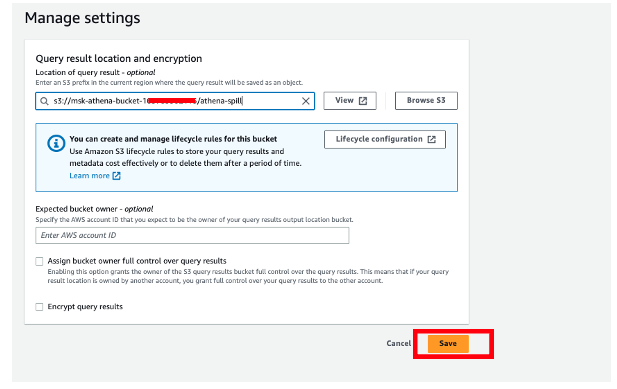 Manage settings
Query result location and encryption
Location of query result - optional
Enter an S3 prefix in the current region where the query result will be saved as an object.
s3://msk-athena-bucket-1 /athena-spill
View
Browse S3
You can create and manage lifecycle rules for this bucket
Use Amazon S3 lifecycle rules to store your query results and
metadata cost effectively or to delete them after a period of time.
Learn more
Lifecycle configuration
Expected bucket owner - optional
Specify the AWS account ID that you expect to be the owner of your query results output location bucket.
Enter AWS account ID
Assign bucket owner full control over query results
Enabling this option grants the owner of the S3 query results bucket full control over the query results. This means that if your query
result location is owned by another account, you grant full control over your query results to the other account.
Encrypt query results
Cancel
Save